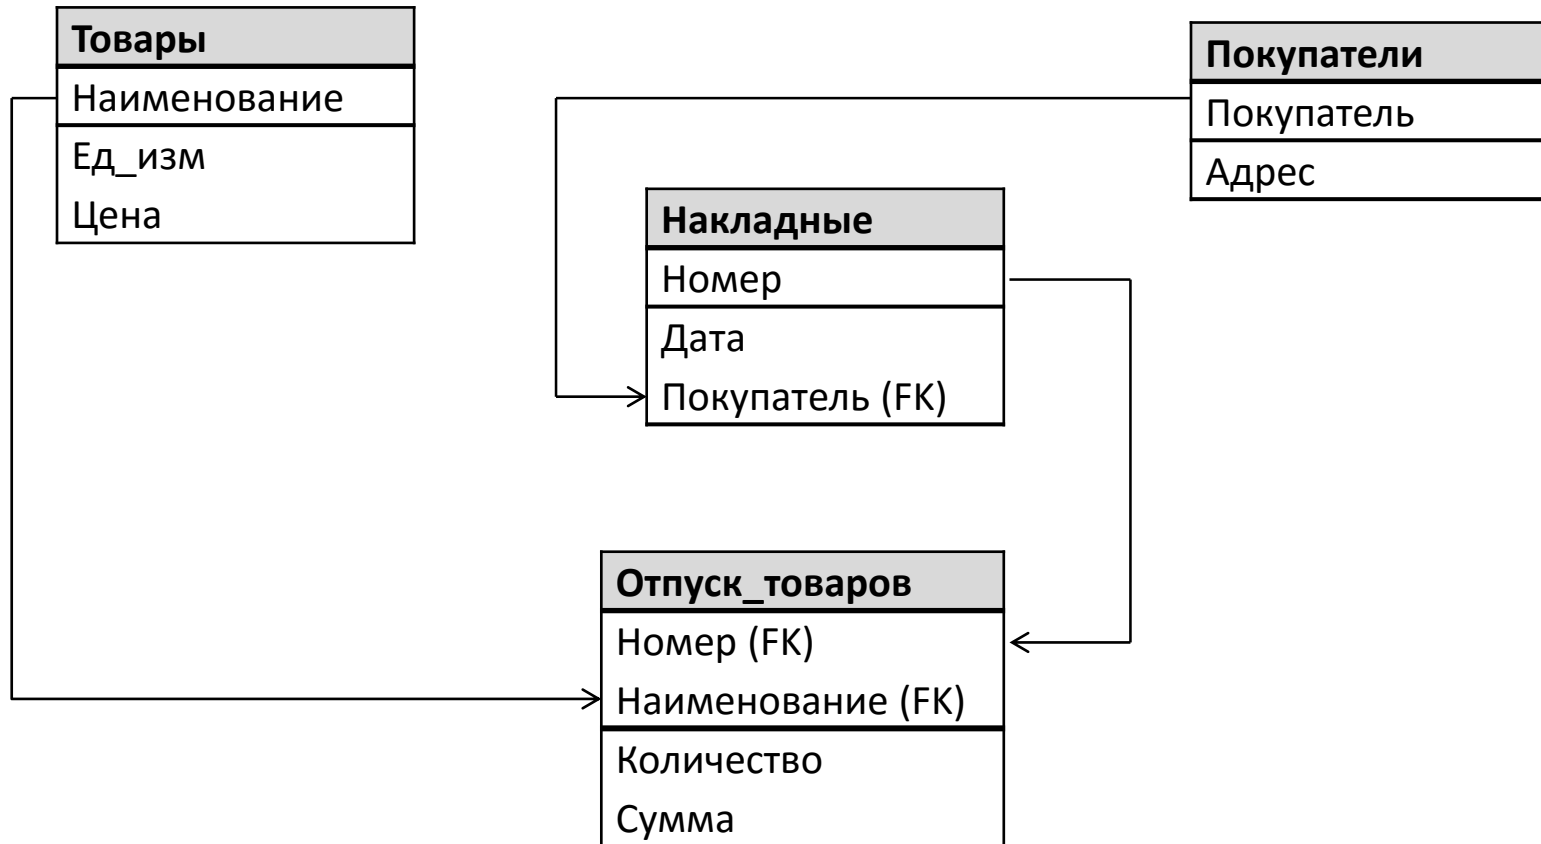 Товары
Наименование
Ед_изм
Цена
Покупатели
Покупатель
Адрес
Накладные
Номер
Дата
Покупатель (FK)
Отпуск_товаров
Номер (FK)
Наименование (FK)
Количество
Сумма